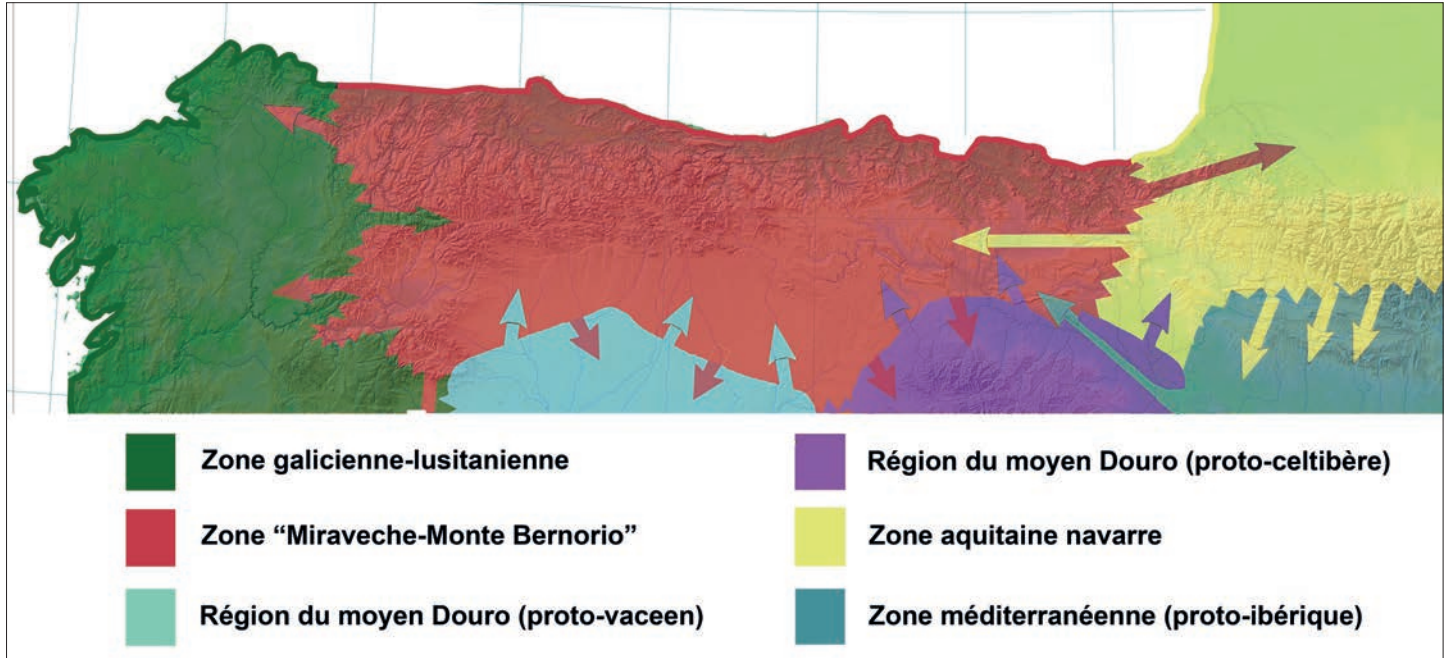 Zone galicienne-lusitanienne
Zone “Miraveche-Monte Bernorio”
Région du moyen Douro (proto-vaceen)
Région du moyen Douro (proto-celtibère)
Zone aquitaine navarre
Zone méditerranéenne (proto-ibérique)